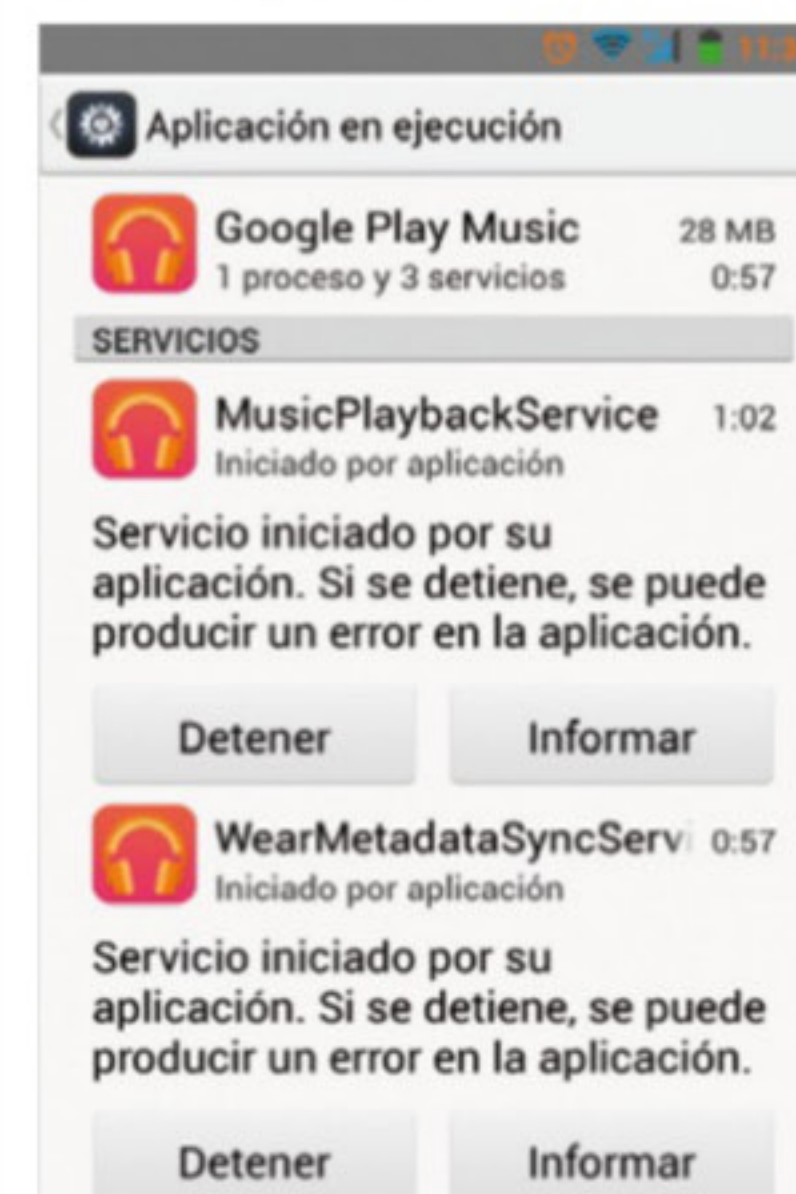 Aplicación en ejecución
Google Play Music 28 MB
1 proceso y 3 servicios 0:57
SERVICIOS
MusicPlaybackService 1:02
Iniciado por aplicación
Servicio iniciado por su
aplicación. Si se detiene, se puede
producir un error en la aplicación.
Detener Informar
WearMetadataSyncServi 0:57
Iniciado por aplicación
Servicio iniciado por su
aplicación. Si se detiene, se puede
producir un error en la aplicación.
Detener Informar